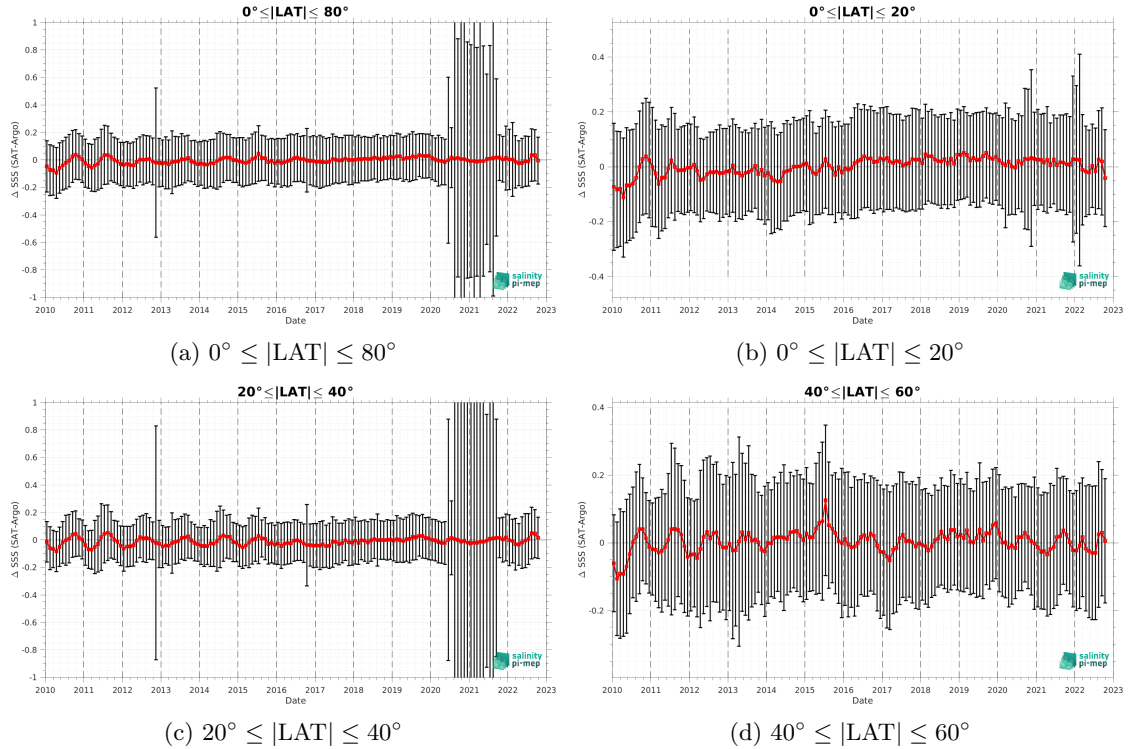 0°≤|LAT|≤ 80°
Δ SSS (SAT-Argo)
1
0.8
0.6
0.4
0.2
0
-0.2
-0.4
-0.6
-0.8
-1
2010 2011 2012 2013 2014 2015 2016 2017 2018 2019 2020 2021 2022 2023
Date
salinity
pi-mep
(a) 0° ≤ |LAT| ≤ 80°
0°≤|LAT|≤ 20°
Δ SSS (SAT-Argo)
0.4
0.2
0
-0.2
-0.4
2010 2011 2012 2013 2014 2015 2016 2017 2018 2019 2020 2021 2022 2023
Date
salinity
pi-mep
(b) 0° ≤ |LAT| ≤ 20°
20°≤|LAT|≤ 40°
Δ SSS (SAT-Argo)
1
0.8
0.6
0.4
0.2
0
-0.2
-0.4
-0.6
-0.8
-1
2010 2011 2012 2013 2014 2015 2016 2017 2018 2019 2020 2021 2022 2023
Date
salinity
pi-mep
(c) 20° ≤ |LAT| ≤ 40°
40°≤|LAT|≤ 60°
Δ SSS (SAT-Argo)
0.4
0.2
0
-0.2
2010 2011 2012 2013 2014 2015 2016 2017 2018 2019 2020 2021 2022 2023
Date
salinity
pi-mep
(d) 40° ≤ |LAT| ≤ 60°